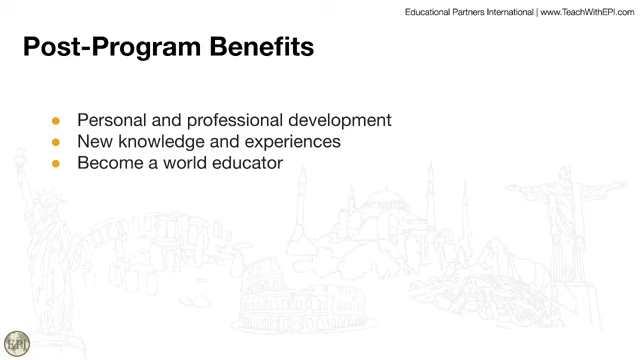 Educational Partners International | www.TeachWithEPI.com
Post-Program Benefits
● Personal and professional development
● New knowledge and experiences
● Become a world educator
EPI